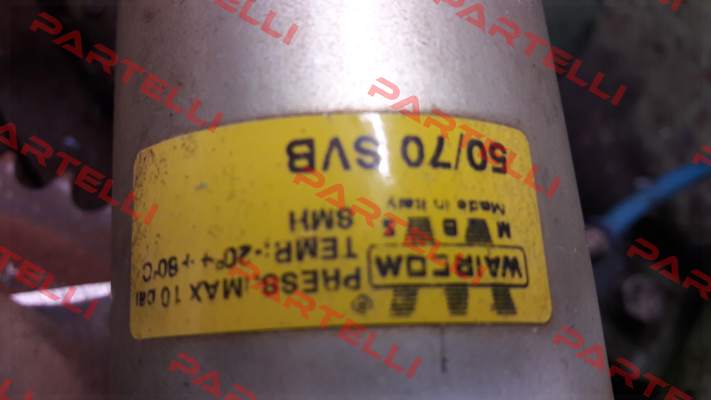 WAIRCOM
®
M B S
Made in Italy
PRESS: MAX 10 bar
TEMP.: -20°÷+80°C
SMH
50/70 SVB
PARTELLI
PARTELLI
PARTELLI
PARTELLI
PARTELLI
PARTELLI
PARTELLI
PARTELLI